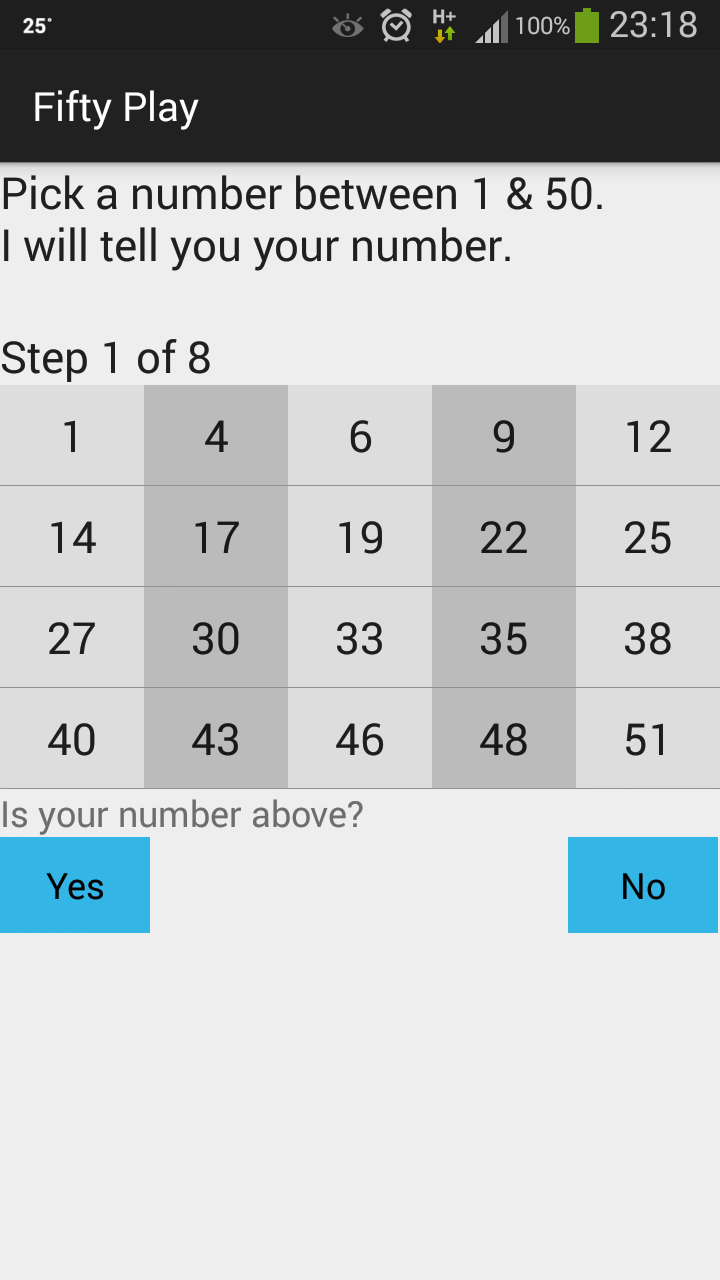 25°
H+
100%
23:18
Fifty Play
Pick a number between 1 & 50.
I will tell you your number.
Step 1 of 8
1 4 6 9 12
14 17 19 22 25
27 30 33 35 38
40 43 46 48 51
Is your number above?
Yes No